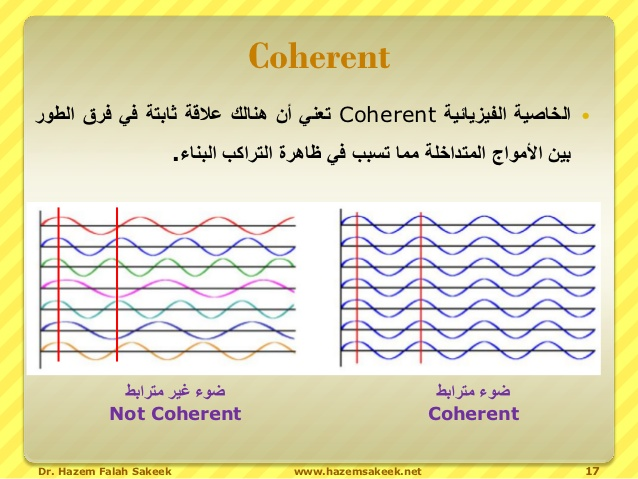 Coherent
• الخاصية الفيزيائية Coherent تعني أن هنالك علاقة ثابتة في فرق الطور
بين الأمواج المتداخلة مما تسبب في ظاهرة التراكب البناء.
ضوء غير مترابط
Not Coherent
ضوء مترابط
Coherent
Dr. Hazem Falah Sakeek
www.hazemsakeek.net
17